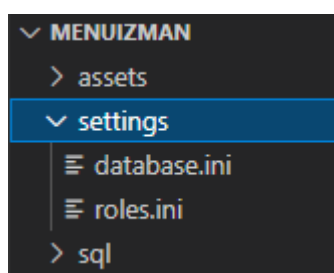 MENUIZMAN
assets
settings
database.ini
roles.ini
sql